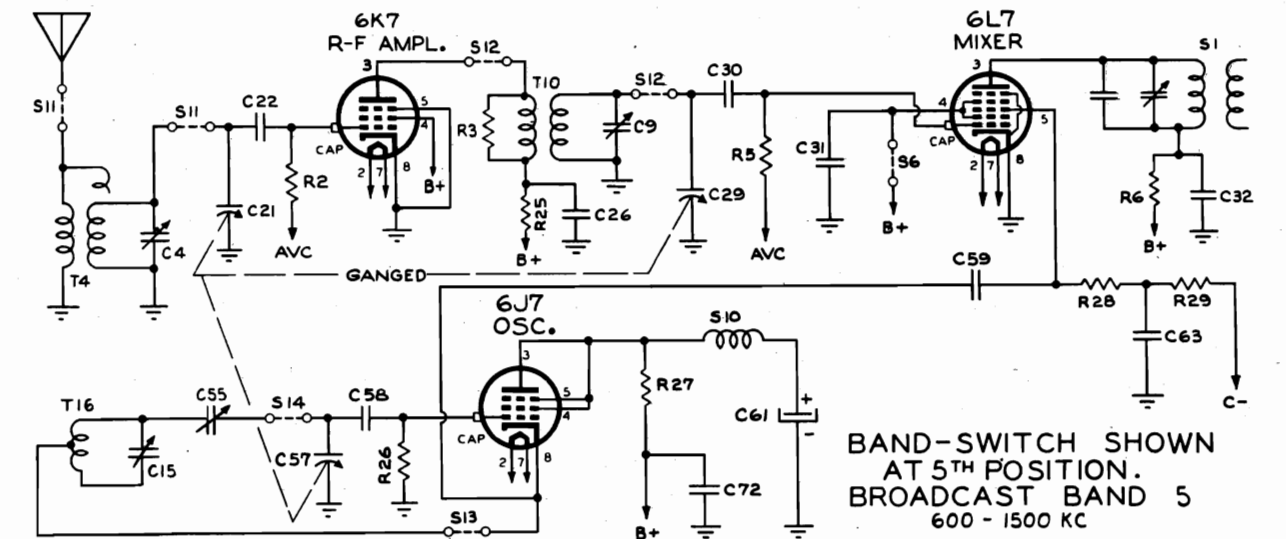 6K7
R-F AMPL.
6L7
MIXER
S1
3
S12
3
S11
S11
C22
T10
S12
C30
5
4
CAP
R3
C9
4
CAP
5
C31
S6
2
7
8
B+
R2
R5
2
7
8
C21
R25
C26
C29
B+
R6
C32
C4
AVC
B+
AVC
B+
T4
GANGED
C59
R28
R29
6J7
OSC.
S10
C63
3
C55
S14
C58
5
4
R27
C61
+
-
C-
T16
CAP
C15
C57
R26
2
7
8
C72
S13
B+
BAND-SWITCH SHOWN
AT 5TH POSITION.
BROADCAST BAND 5
600 - 1500 KC